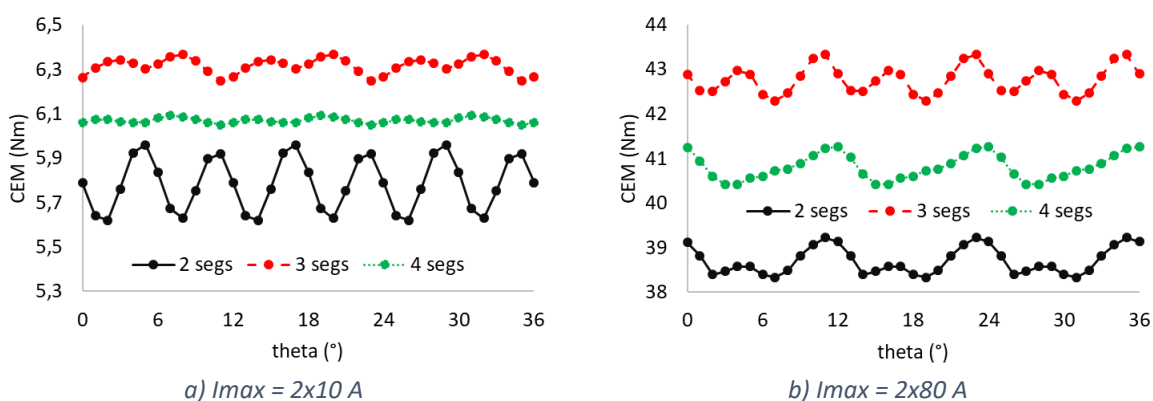 6,5
6,3
6,1
5,9
5,7
5,5
5,3
CEM (Nm)
2 segs 3 segs 4 segs
0 6 12 18 24 30 36
theta (°)
a) Imax = 2x10 A
44
43
42
41
40
39
38
CEM (Nm)
2 segs 3 segs 4 segs
0 6 12 18 24 30 36
theta (°)
b) Imax = 2x80 A